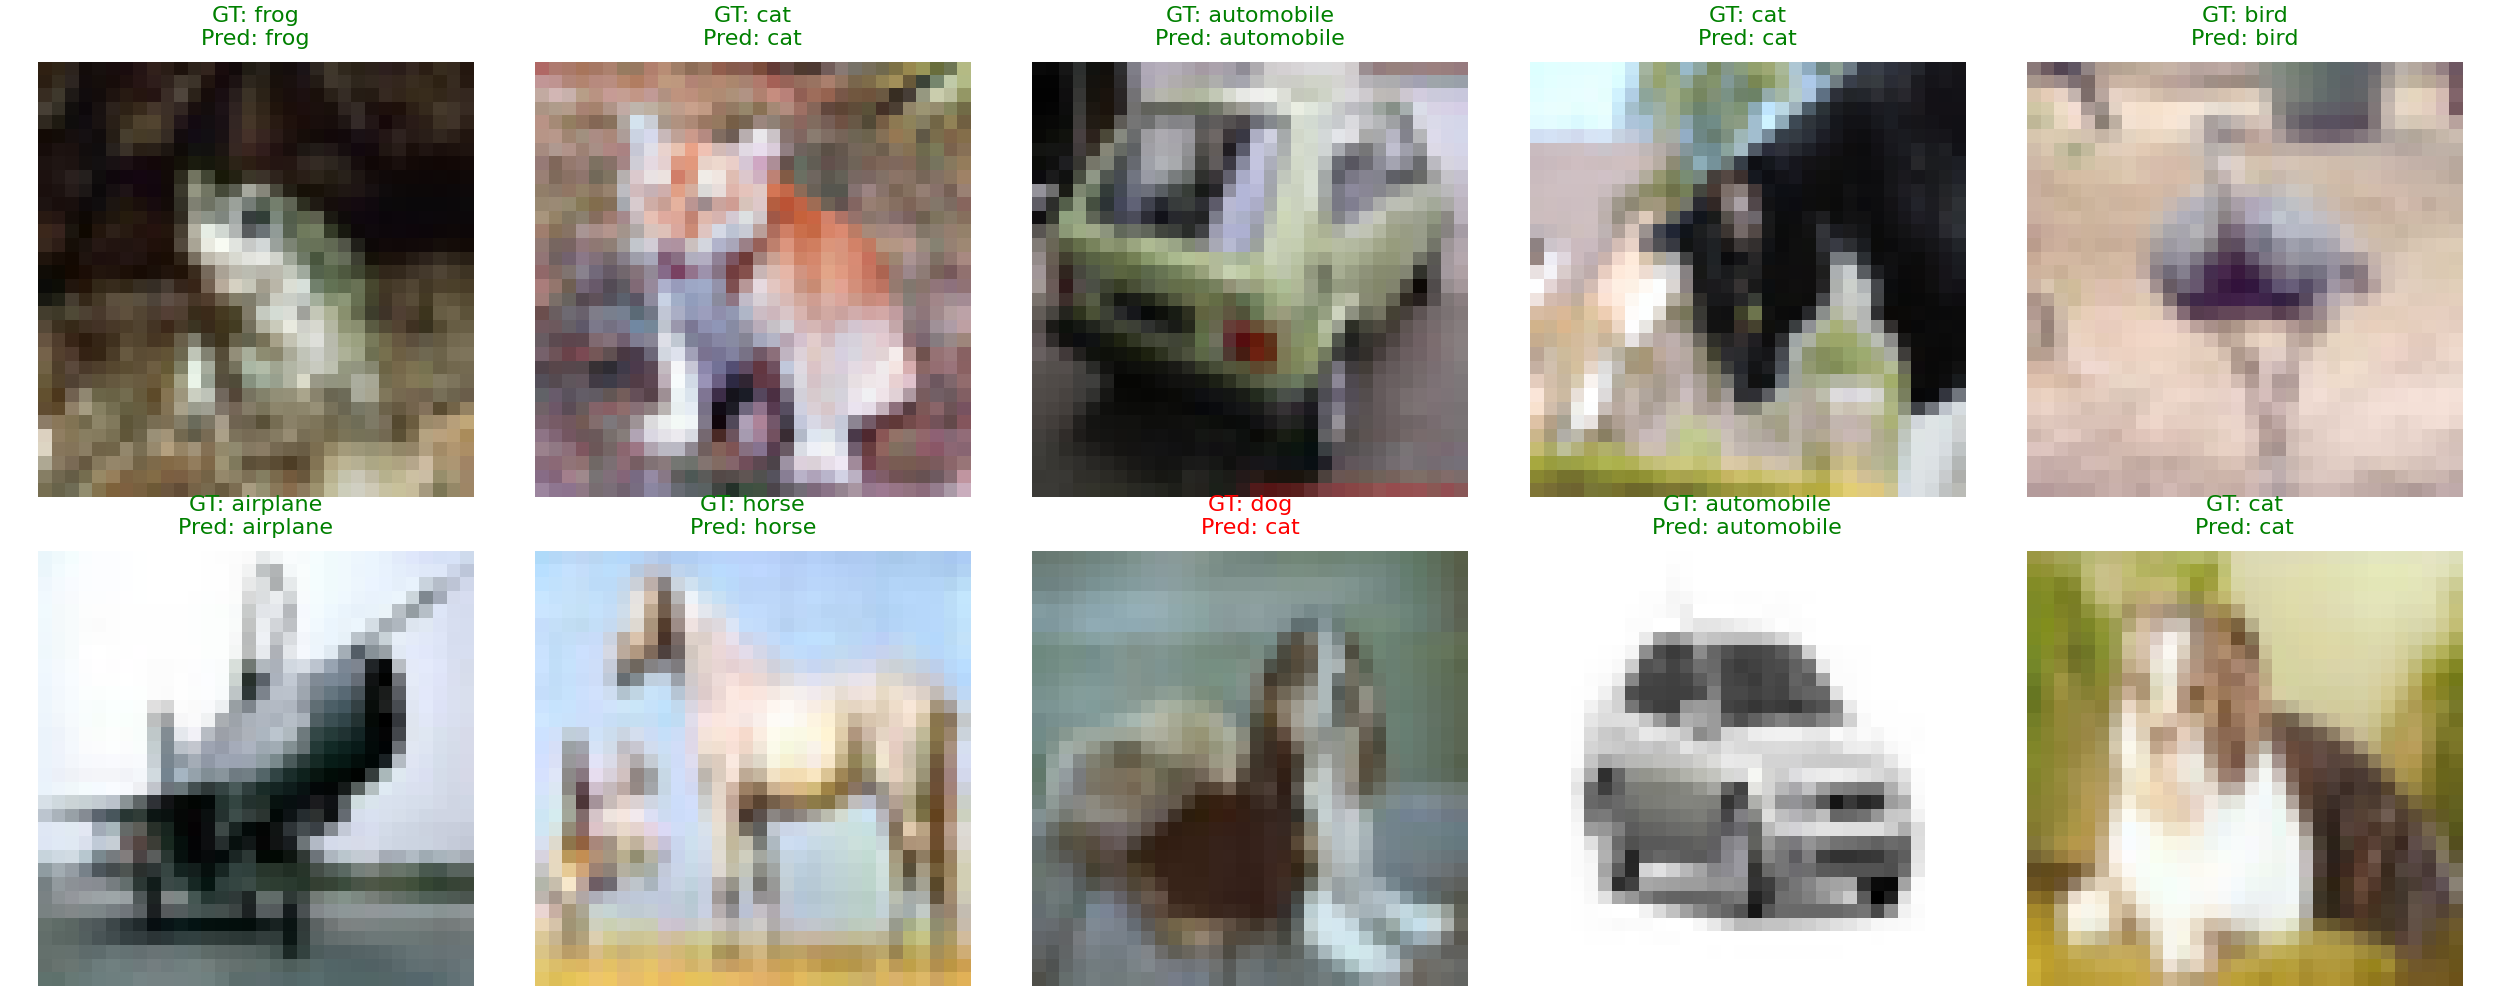 GT: frog
Pred: frog
GT: cat
Pred: cat
GT: automobile
Pred: automobile
GT: cat
Pred: cat
GT: bird
Pred: bird
GT: airplane
Pred: airplane
GT: horse
Pred: horse
GT: dog
Pred: cat
GT: automobile
Pred: automobile
GT: cat
Pred: cat